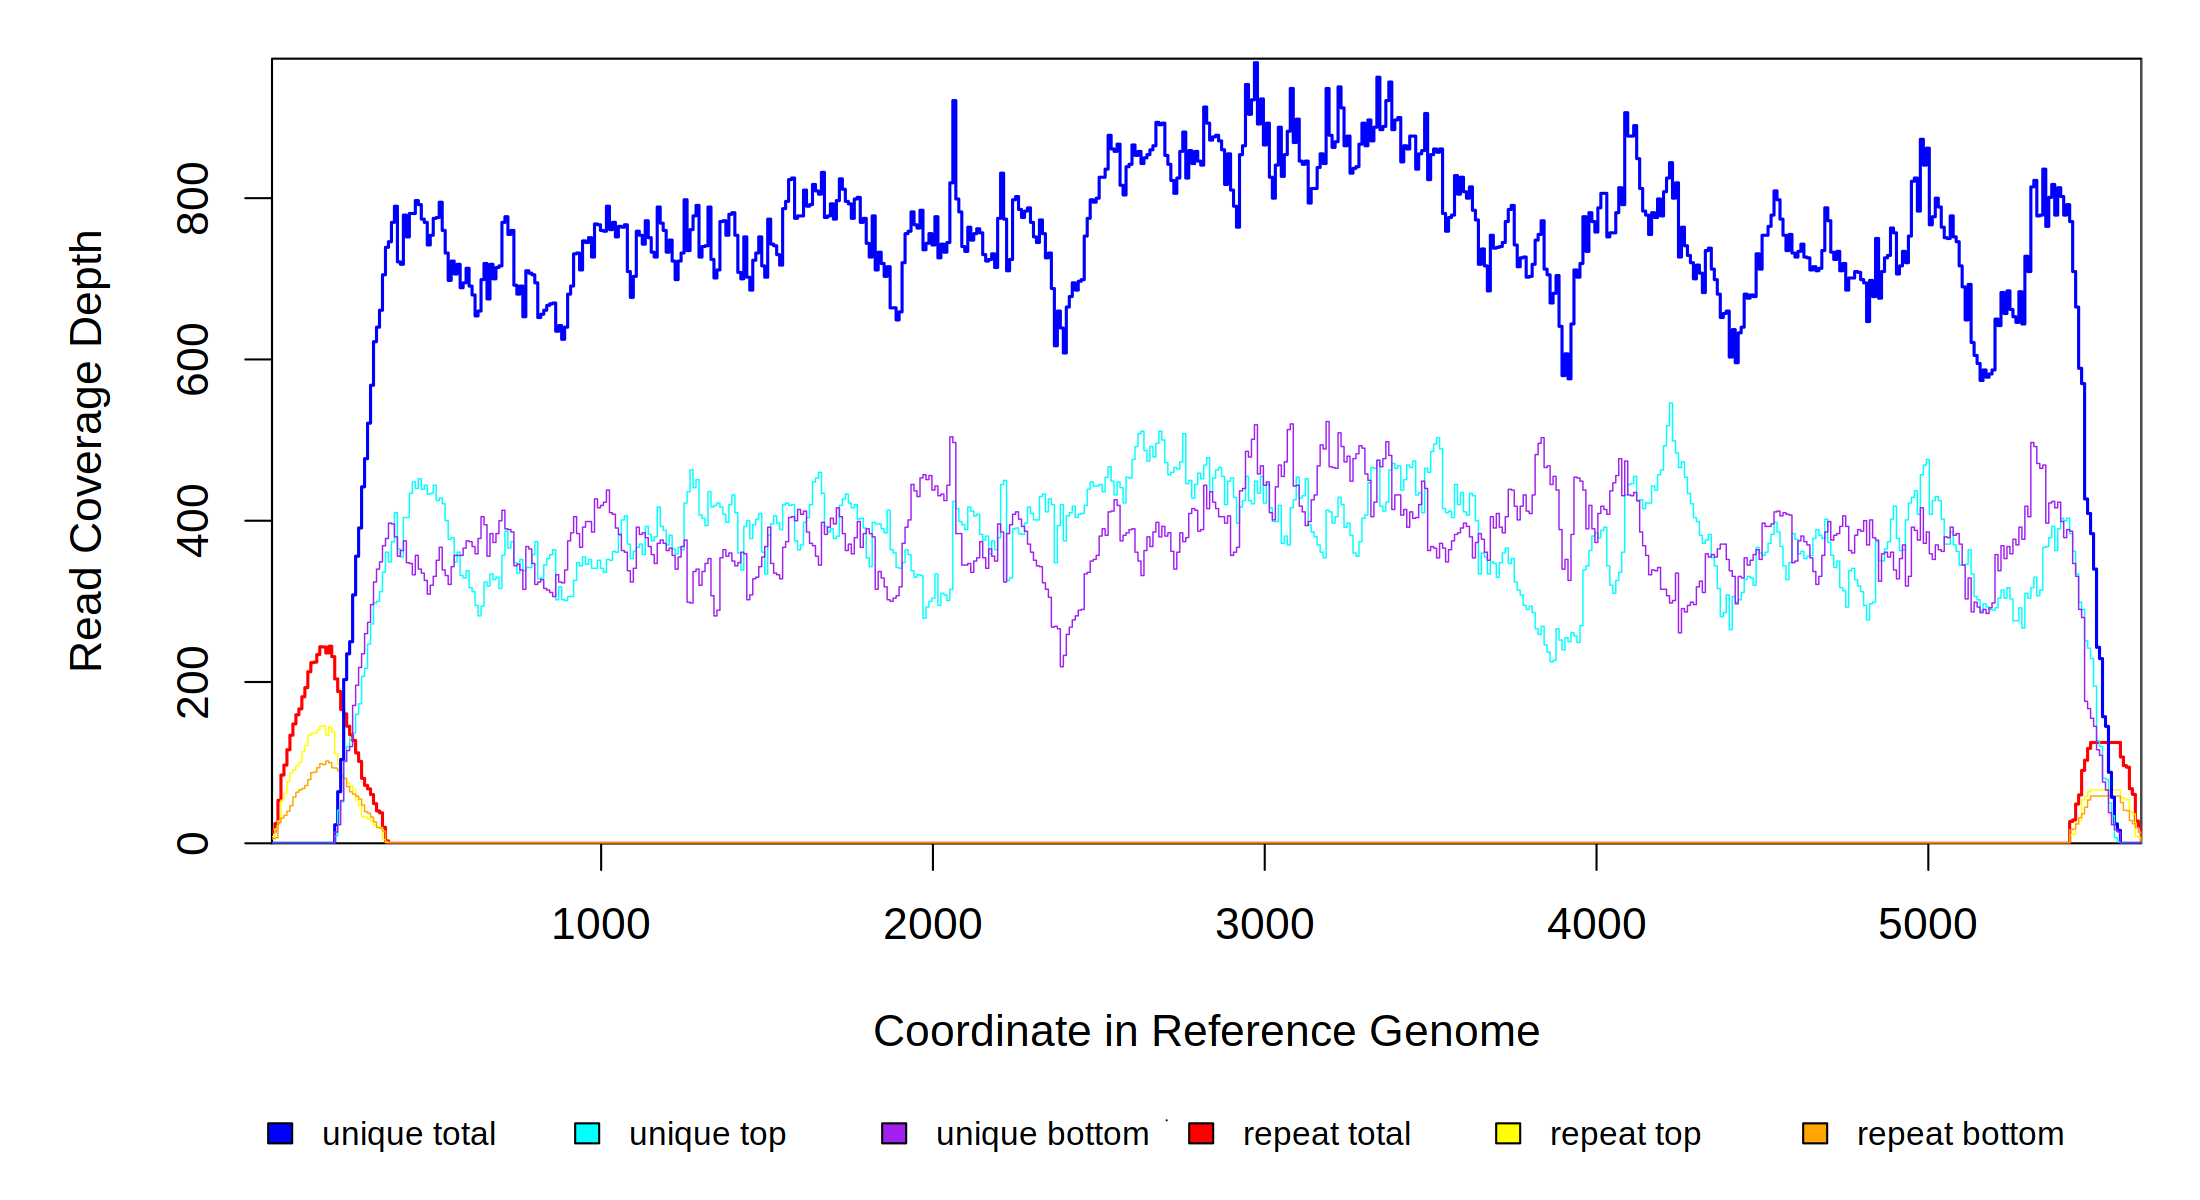 Read Coverage Depth
800
600
400
200
0
1000 2000 3000 4000 5000
Coordinate in Reference Genome
unique total unique top unique bottom repeat total repeat top repeat bottom